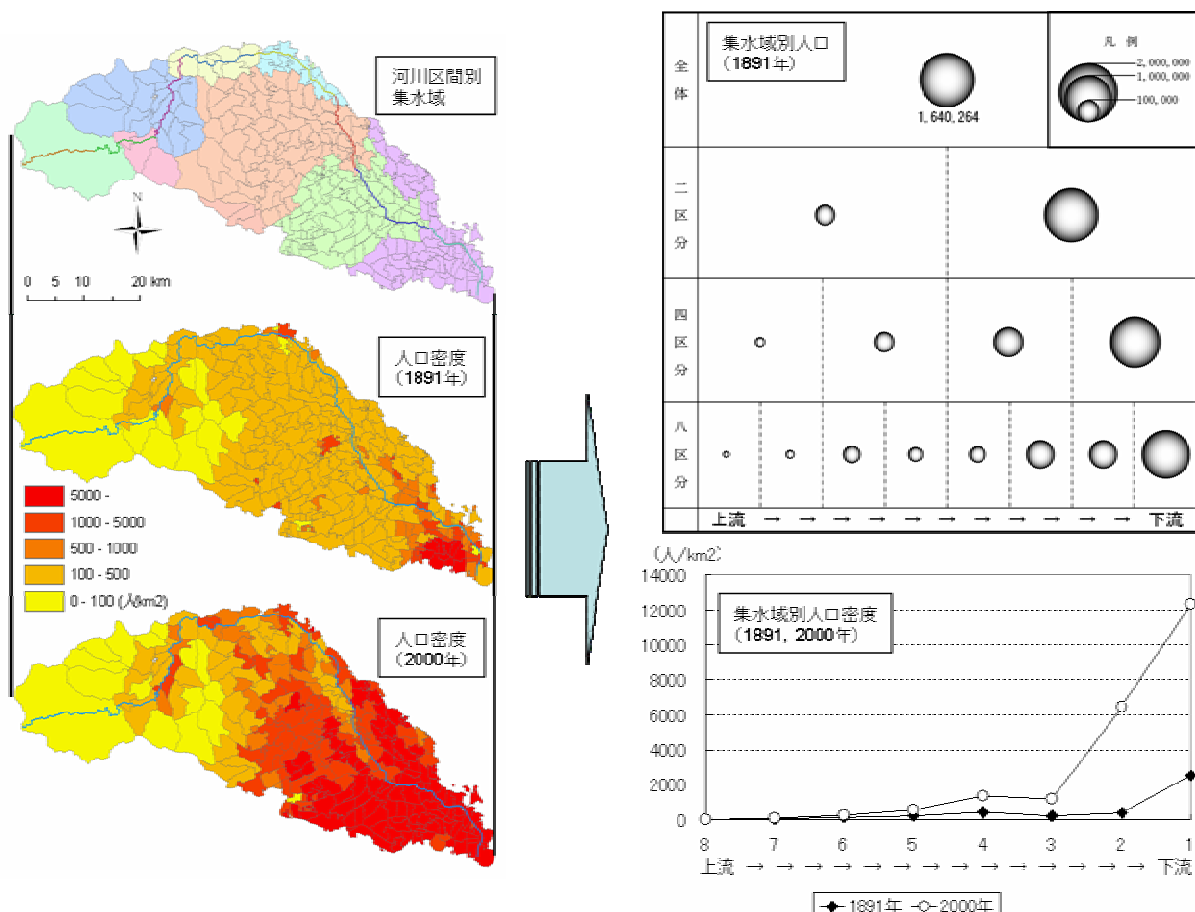 河川区間別
集水域
N
0 5 10 20 km
人口密度
(1891年)
5000 -
1000 - 5000
500 - 1000
100 - 500
0 - 100 (人/km2)
人口密度
(2000年)
集水域別人口
(1891年)
凡 例
2,000,000
1,000,000
100,000
全体
1,640,264
二区分
四区分
八区分
上流 → → → → → → → → → → → → 下流
(人/km2)
14000
12000
10000
8000
6000
4000
2000
0
集水域別人口密度
(1891, 2000年)
8 7 6 5 4 3 2 1
上流 → → → → → → → → → → → → 下流
1891年 2000年